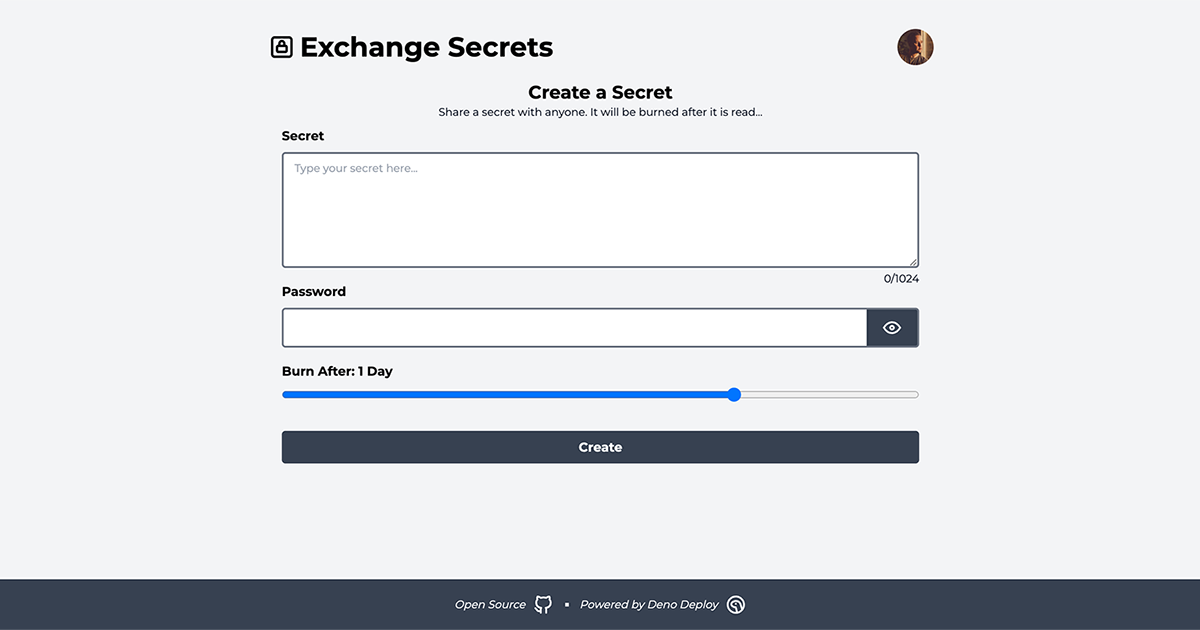 Exchange Secrets
Create a Secret
Share a secret with anyone. It will be burned after it is read...
Secret
Type your secret here...
0/1024
Password
Burn After: 1 Day
Create
Open Source ▪ Powered by Deno Deploy